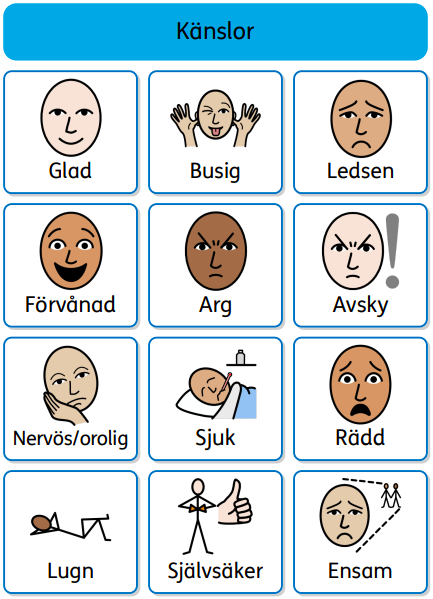 Känslor
Glad
Busig
Ledsen
Förvånad
Arg
Avsky
Nervös/orolig
Sjuk
Rädd
Lugn
Självsäker
Ensam